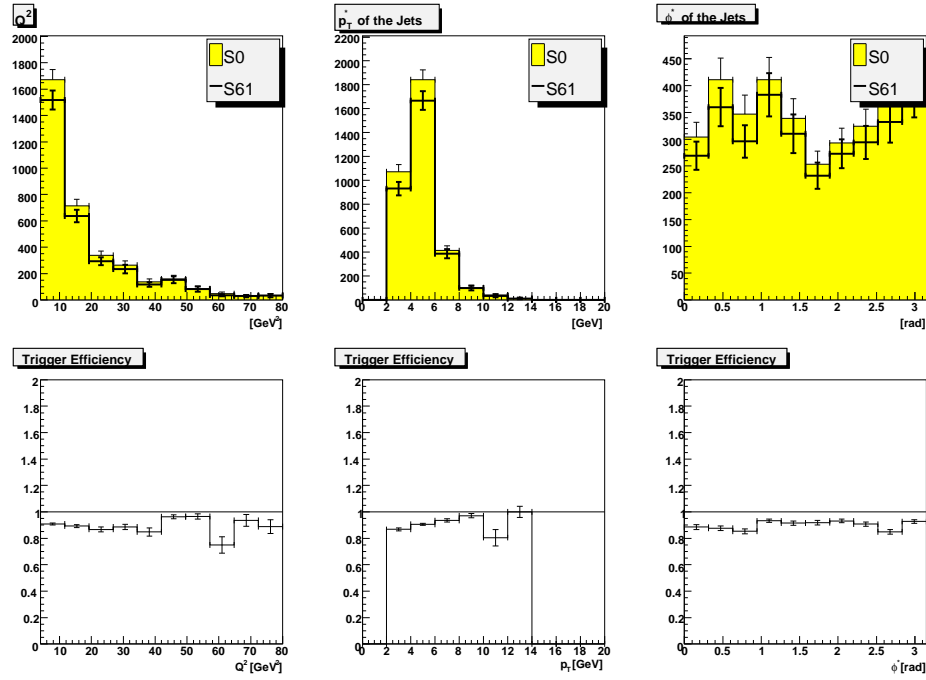 Q²
S0
S61
2000
1800
1600
1400
1200
1000
800
600
400
200
0
10 20 30 40 50 60 70 80
[GeV²]
p*T of the Jets
S0
S61
2200
2000
1800
1600
1400
1200
1000
800
600
400
200
0
0 2 4 6 8 10 12 14 16 18 20
[GeV]
ϕ* of the Jets
S0
S61
450
400
350
300
250
200
150
100
50
0
0 0.5 1 1.5 2 2.5 3
[rad]
Trigger Efficiency
2
1.8
1.6
1.4
1.2
1
0.8
0.6
0.4
0.2
0
10 20 30 40 50 60 70 80
Q² [GeV²]
Trigger Efficiency
2
1.8
1.6
1.4
1.2
1
0.8
0.6
0.4
0.2
0
0 2 4 6 8 10 12 14 16 18 20
pT [GeV]
Trigger Efficiency
2
1.8
1.6
1.4
1.2
1
0.8
0.6
0.4
0.2
0
0 0.5 1 1.5 2 2.5 3
ϕ* [rad]